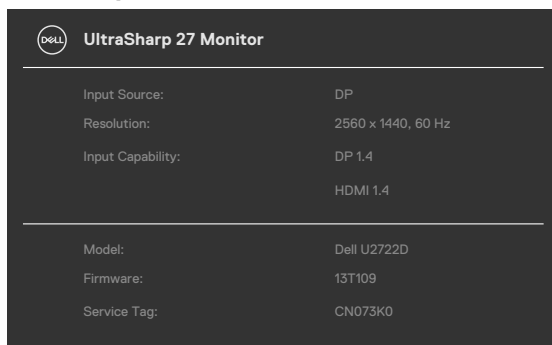 DELL UltraSharp 27 Monitor
Input Source: DP
Resolution: 2560 x 1440, 60 Hz
Input Capability: DP 1.4
HDMI 1.4
Model: Dell U2722D
Firmware: 13T109
Service Tag: CN073K0